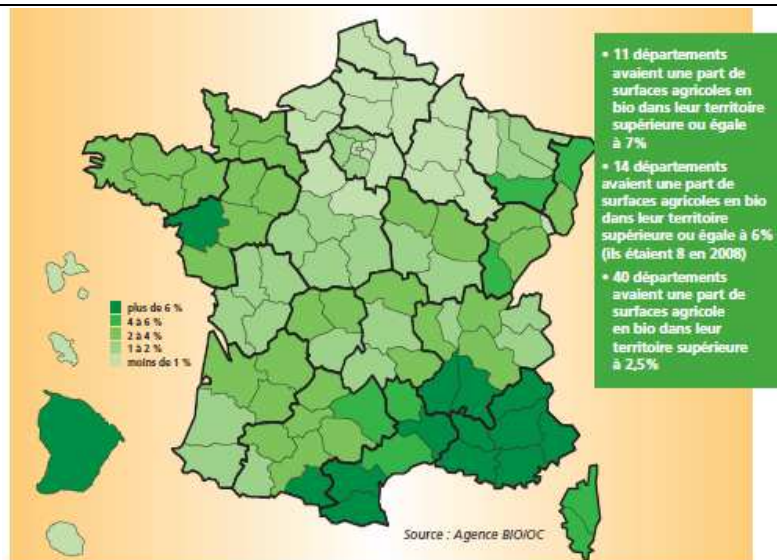 • 11 départements
avaient une part de
surfaces agricoles en
bio dans leur territoire
supérieure ou égale
à 7%
• 14 départements
avaient une part de
surfaces agricoles en bio
dans leur territoire
supérieure ou égale à 6%
(ils étaient 8 en 2008)
• 40 départements
avaient une part de
surfaces agricole
en bio dans leur
territoire supérieure
à 2,5%
plus de 6 %
4 à 6 %
2 à 4 %
1 à 2 %
moins de 1 %
Source : Agence BIO/OC